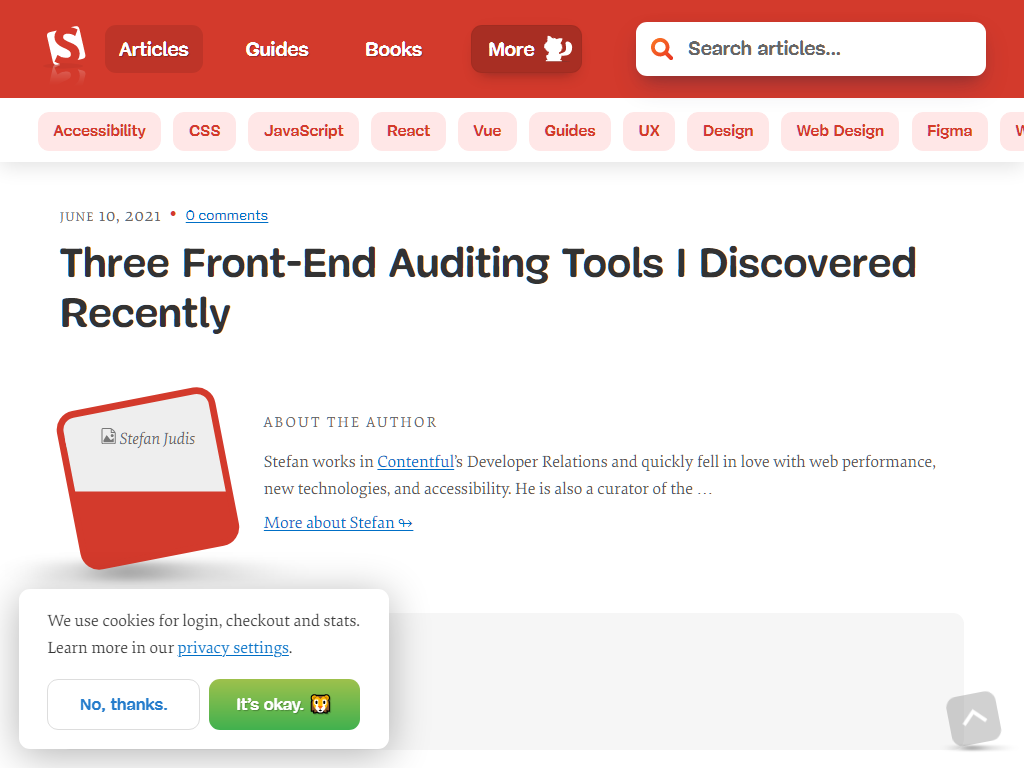 Articles
Guides
Books
More
Search articles...
Accessibility
CSS
JavaScript
React
Vue
Guides
UX
Design
Web Design
Figma
JUNE 10, 2021 • 0 comments
Three Front-End Auditing Tools I Discovered
Recently
Stefan Judis
ABOUT THE AUTHOR
Stefan works in Contentful’s Developer Relations and quickly fell in love with web performance,
new technologies, and accessibility. He is also a curator of the …
More about Stefan ↬
We use cookies for login, checkout and stats.
Learn more in our privacy settings.
No, thanks.
It’s okay. 🐯